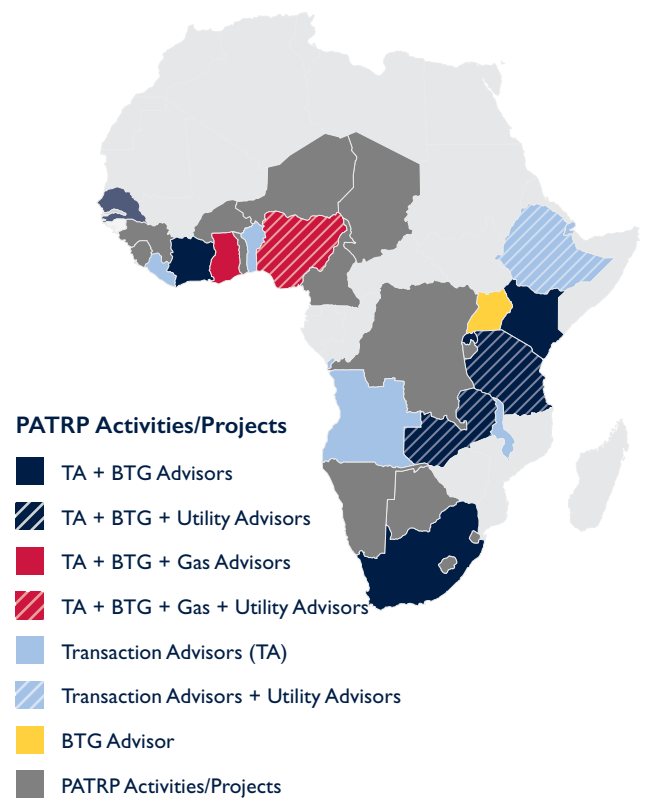 PATRP Activities/Projects
TA + BTG Advisors
TA + BTG + Utility Advisors
TA + BTG + Gas Advisors
TA + BTG + Gas + Utility Advisors
Transaction Advisors (TA)
Transaction Advisors + Utility Advisors
BTG Advisor
PATRP Activities/Projects